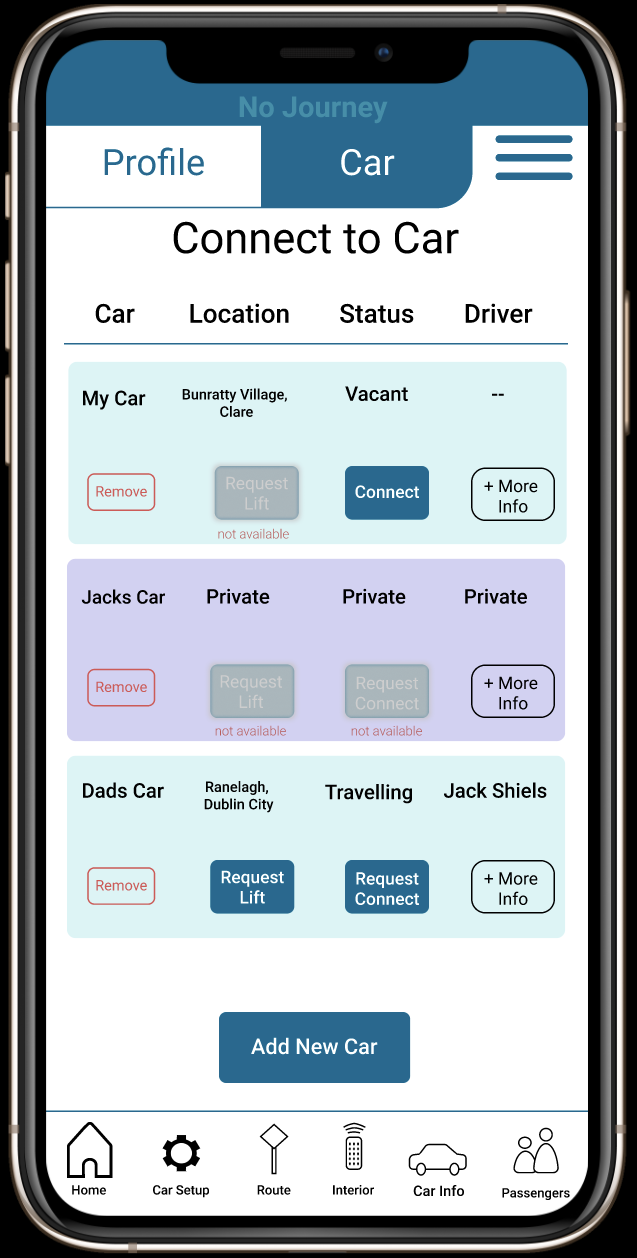 No Journey
Profile
Car
Connect to Car
Car Location Status Driver
My Car
Bunratty Village,
Clare
Vacant
--
Remove
Request
Lift
not available
Connect
+ More
Info
Jacks Car
Private
Private
Private
Remove
Request
Lift
not available
Request
Connect
not available
+ More
Info
Dads Car
Ranelagh,
Dublin City
Travelling
Jack Shiels
Remove
Request
Lift
Request
Connect
+ More
Info
Add New Car
Home
Car Setup
Route
Interior
Car Info
Passengers